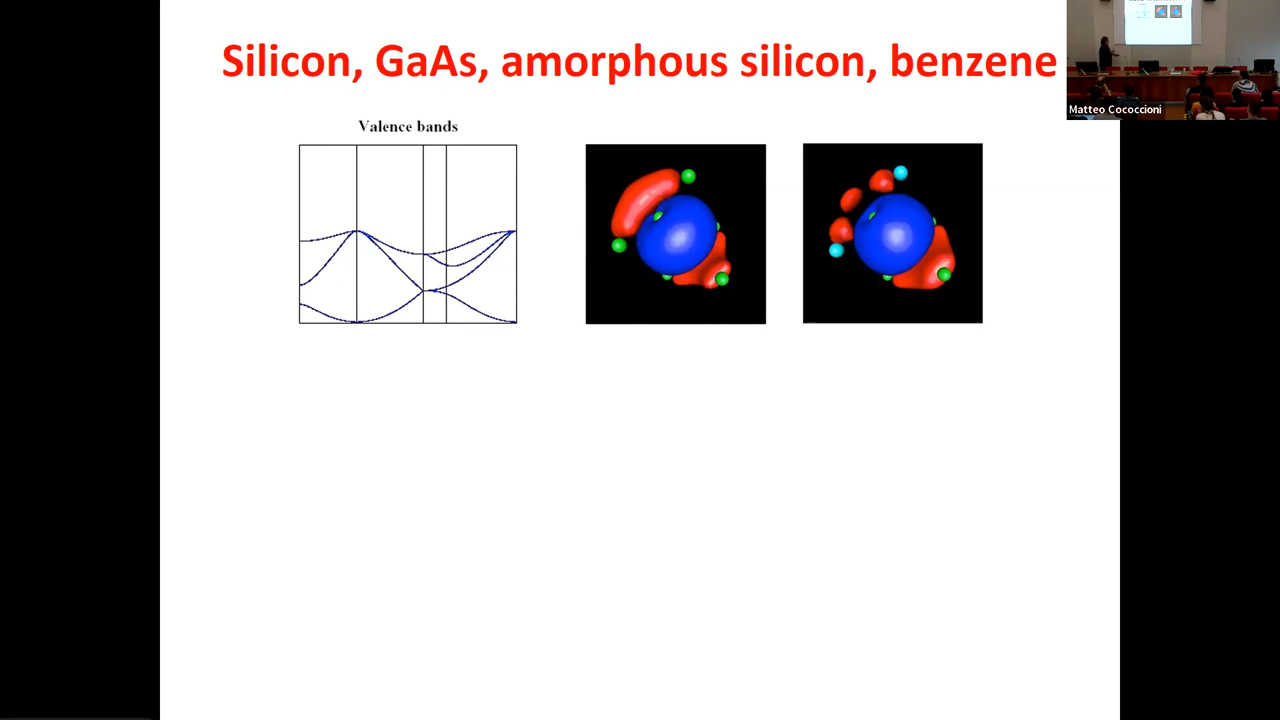 Silicon, GaAs, amorphous silicon, benzene
Matteo Cococcioni
Valence bands